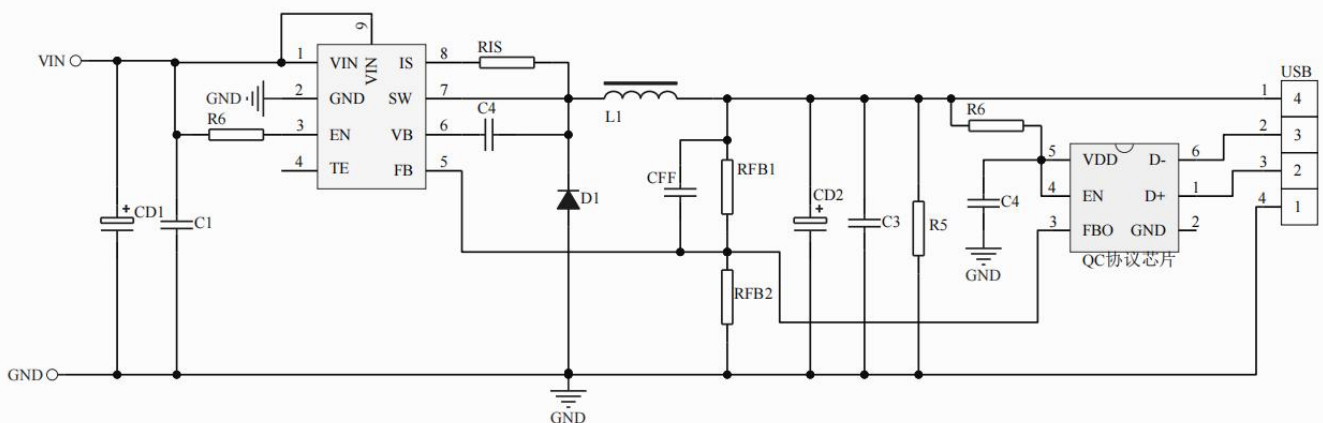 9
USB
VIN
1
VIN
VIN
IS
8
RIS
GND
2
GND
SW
7
L1
1
4
R6
3
EN
VB
6
C4
R6
2
3
4
TE
FB
5
CFF
RFB1
5
VDD
D-
6
3
2
CD1
+
C1
D1
CD2
+
C3
R5
C4
4
EN
D+
1
4
1
3
FBO
GND
2
GND
QC协议芯片
RFB2
GND
GND